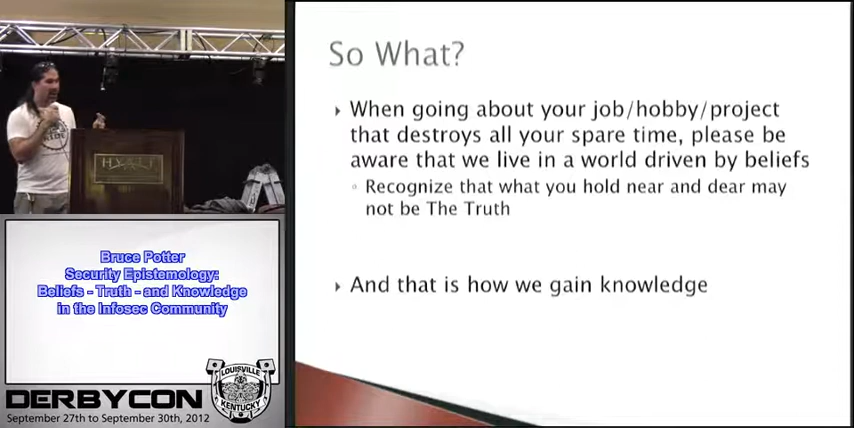 So What?
When going about your job/hobby/project
that destroys all your spare time, please be
aware that we live in a world driven by beliefs
Recognize that what you hold near and dear may
not be The Truth
And that is how we gain knowledge
HYATT
Bruce Potter
Security Epistemology:
Beliefs - Truth - and Knowledge
in the Infosec Community
LOUISVILLE
KENTUCKY
DERBYCON
September 27th to September 30th, 2012